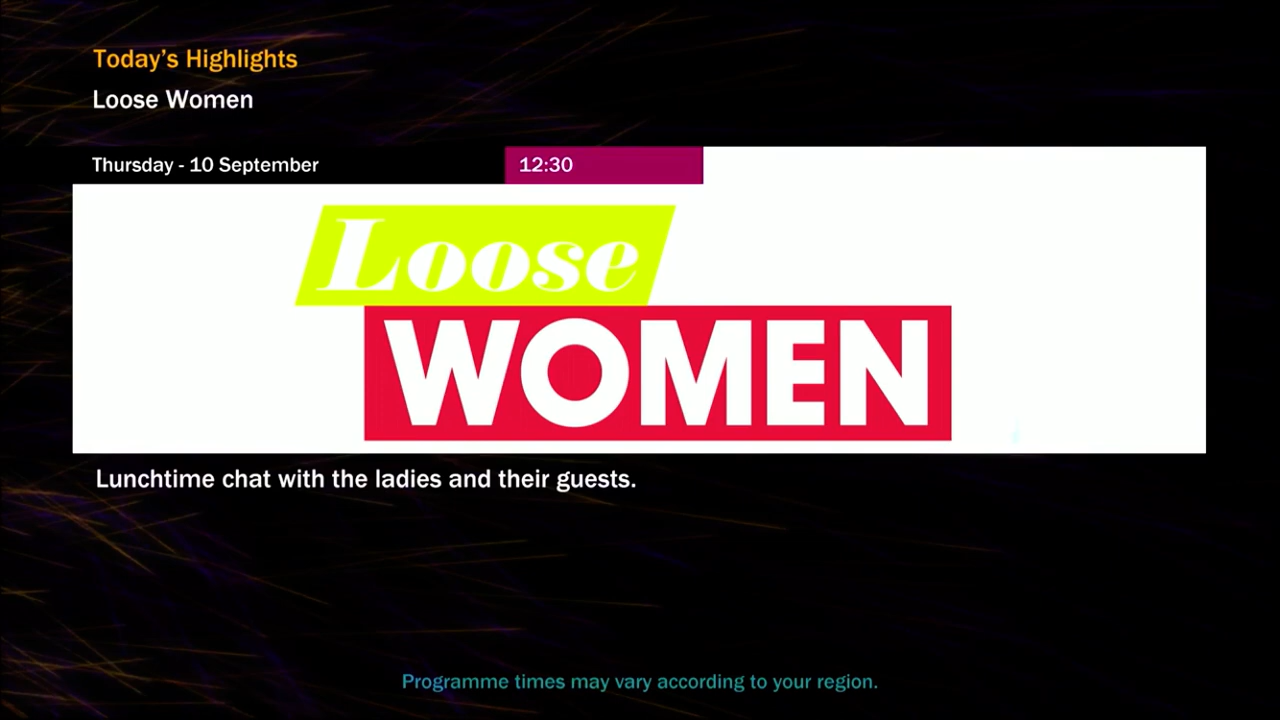 Today's Highlights
Loose Women
Thursday - 10 September
12:30
Loose
WOMEN
Lunchtime chat with the ladies and their guests.
Programme times may vary according to your region.